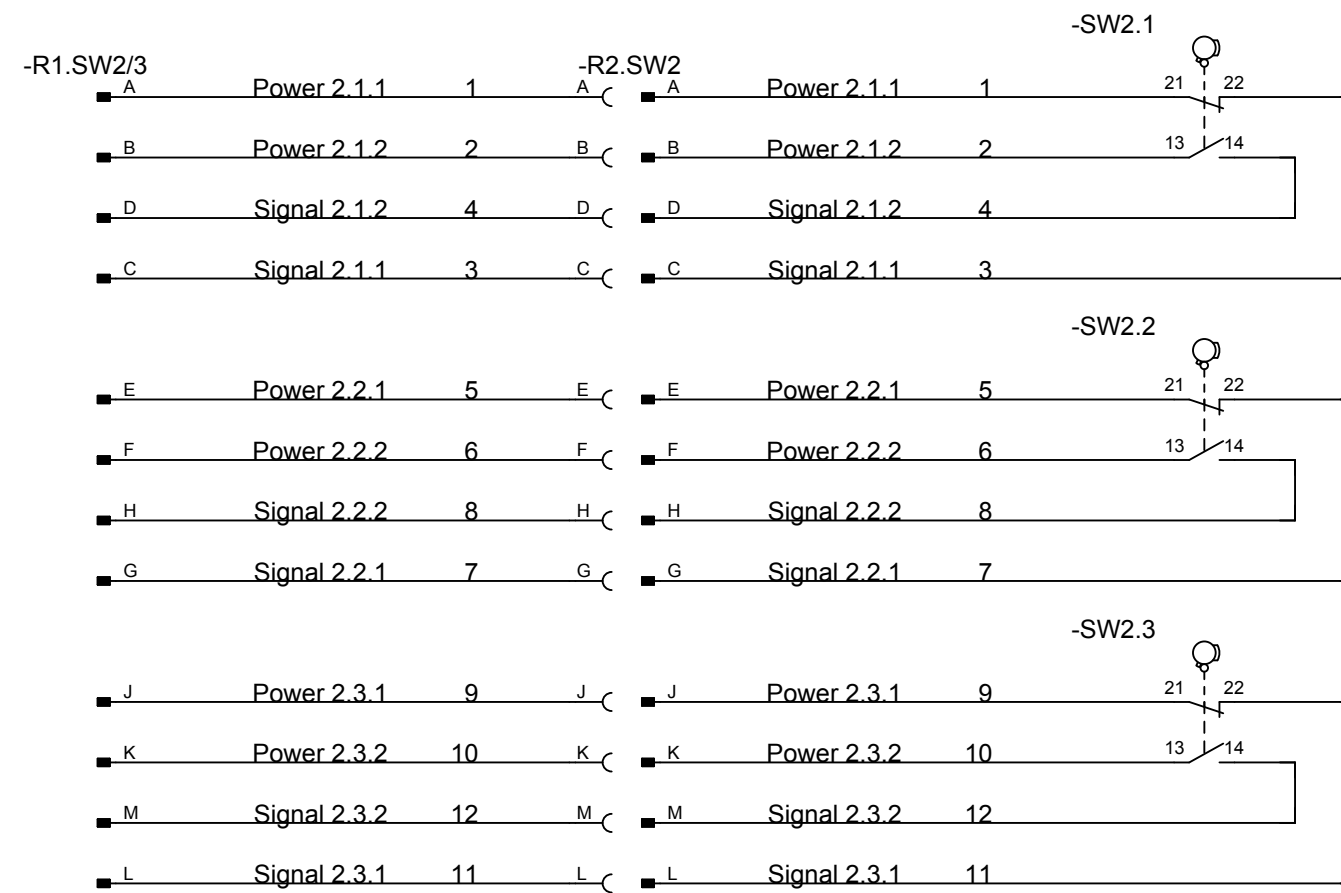 -SW2.1
-R1.SW2/3 -R2.SW2
A Power 2.1.1 1 A A Power 2.1.1 1 21 22
B Power 2.1.2 2 B B Power 2.1.2 2 13 14
D Signal 2.1.2 4 D D Signal 2.1.2 4
C Signal 2.1.1 3 C C Signal 2.1.1 3
-SW2.2
E Power 2.2.1 5 E E Power 2.2.1 5 21 22
F Power 2.2.2 6 F F Power 2.2.2 6 13 14
H Signal 2.2.2 8 H H Signal 2.2.2 8
G Signal 2.2.1 7 G G Signal 2.2.1 7
-SW2.3
J Power 2.3.1 9 J J Power 2.3.1 9 21 22
K Power 2.3.2 10 K K Power 2.3.2 10 13 14
M Signal 2.3.2 12 M M Signal 2.3.2 12
L Signal 2.3.1 11 L L Signal 2.3.1 11